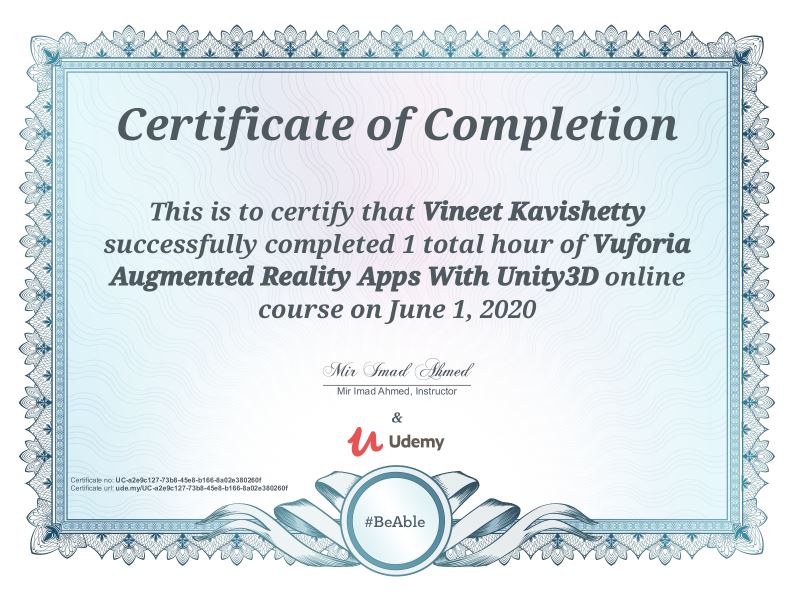 Certificate of Completion
This is to certify that Vineet Kavishetty
successfully completed 1 total hour of Vuforia
Augmented Reality Apps With Unity3D online
course on June 1, 2020
Mir Imad Ahmed
Mir Imad Ahmed, Instructor
&
Udemy
Certificate no: UC-a2e9c127-73b8-45e8-b166-8a02e380260f
Certificate url: ude.my/UC-a2e9c127-73b8-45e8-b166-8a02e380260f
#BeAble